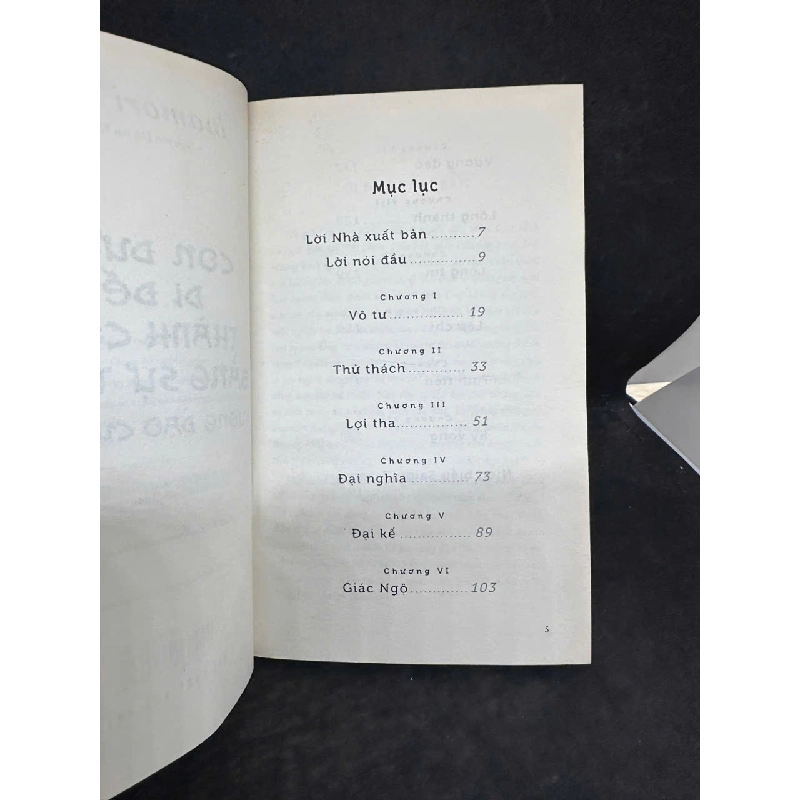 Mục lục
Lời Nhà xuất bản ............ 7
Lời nói đầu ................ 9
Chương I
Vô tư .................. 19
Chương II
Thử thách .............. 33
Chương III
Lợi tha ................. 51
Chương IV
Đại nghĩa .............. 73
Chương V
Đại kế .................. 89
Chương VI
Giác Ngộ .............. 103
5